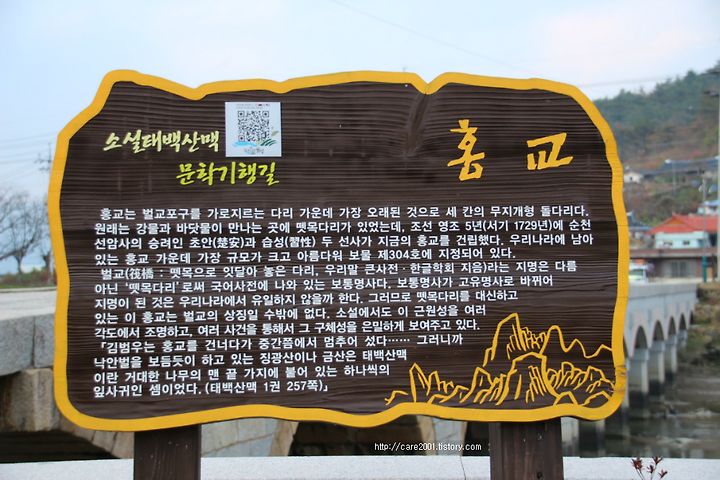 소설태백산맥
문학기행길
홍교
홍교는 벌교포구를 가로지르는 다리 가운데 가장 오래된 것으로 세 칸의 무지개형 돌다리다.
원래는 강물과 바닷물이 만나는 곳에 뗏목다리가 있었는데, 조선 영조 5년(서기 1729년)에 순천
선암사의 승려인 초안(楚安)과 습성(習性) 두 선사가 지금의 홍교를 건립했다. 우리나라에 남아
있는 홍교 가운데 가장 규모가 크고 아름다워 보물 제304호에 지정되어 있다.
벌교(筏橋 : 뗏목으로 잇달아 놓은 다리, 우리말 큰사전·한글학회 지음)라는 지명은 다름
아닌 '뗏목다리'로써 국어사전에 나와 있는 보통명사다. 보통명사가 고유명사로 바뀌어
지명이 된 것은 우리나라에서 유일하지 않을까 한다. 그러므로 뗏목다리를 대신하고
있는 이 홍교는 벌교의 상징일 수밖에 없다. 소설에서도 이 근원성을 여러
각도에서 조명하고, 여러 사건을 통해서 그 구체성을 은밀하게 보여주고 있다.
「김범우는 홍교를 건너다가 중간쯤에서 멈추어 섰다…… 그러니까
낙안벌을 보듬듯이 하고 있는 징광산이나 금산은 태백산맥
이란 거대한 나무의 맨 끝 가지에 붙어 있는 하나씩의
잎사귀인 셈이었다. (태백산맥 1권 257쪽)」
http://care2001.tistory.com